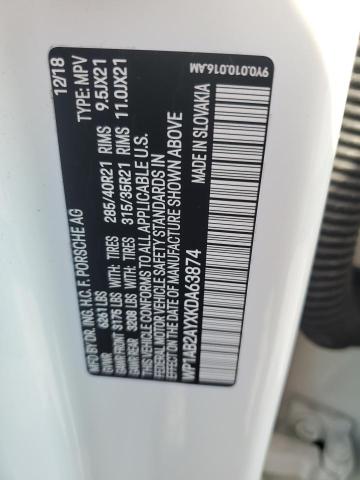 MFD BY DR. ING. H.C. F. PORSCHE AG 12/18
GVWR 6261 LBS TYPE: MPV
GAWR FRONT 3175 LBS WITH: TIRES 285/40R21 RIMS 9.5JX21
GAWR REAR 3208 LBS WITH: TIRES 315/35R21 RIMS 11.0JX21
THIS VEHICLE CONFORMS TO ALL APPLICABLE U.S.
FEDERAL MOTOR VEHICLE SAFETY STANDARDS IN EFFECT
ON THE DATE OF MANUFACTURE SHOWN ABOVE
WP1AB2AYXKDA63874 MADE IN SLOVAKIA
9Y0.010.016.AM